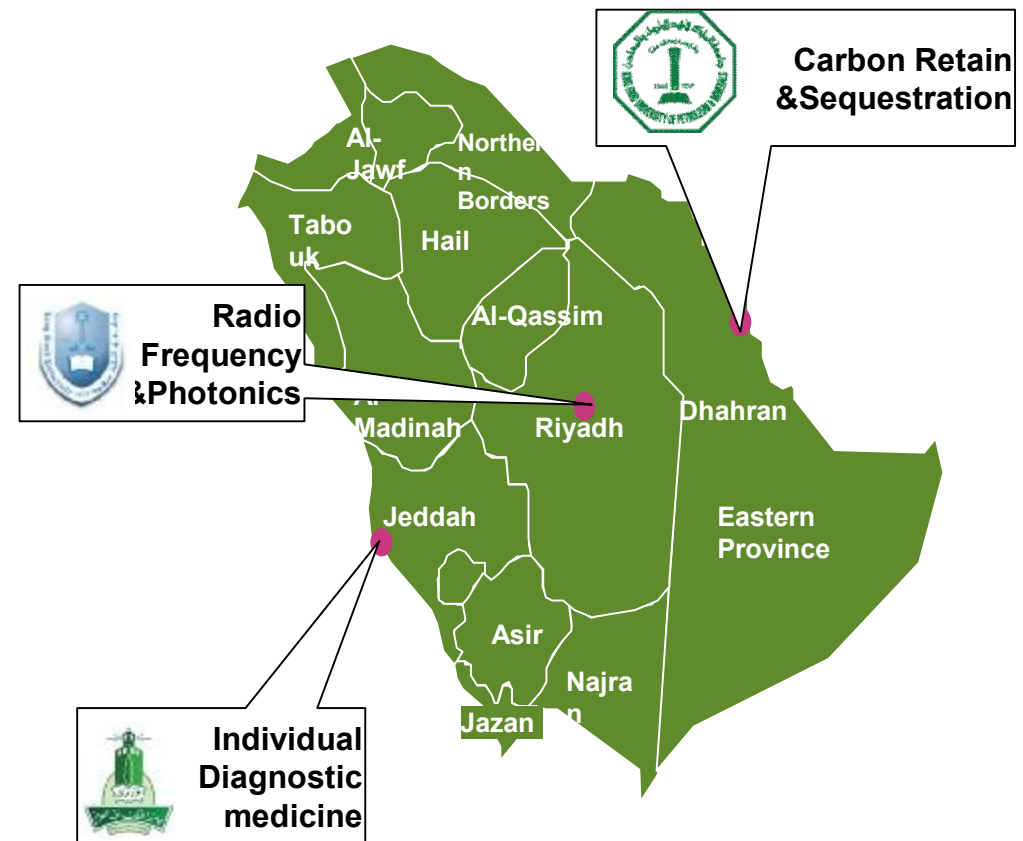 Carbon Retain
&Sequestration
Al-
Jawf
Norther
n
Borders
Tabo
uk
Hail
Radio
Frequency
&Photonics
Al-Qassim
Madinah
Riyadh
Dhahran
Jeddah
Eastern
Province
Asir
Najra
n
Jazan
Individual
Diagnostic
medicine